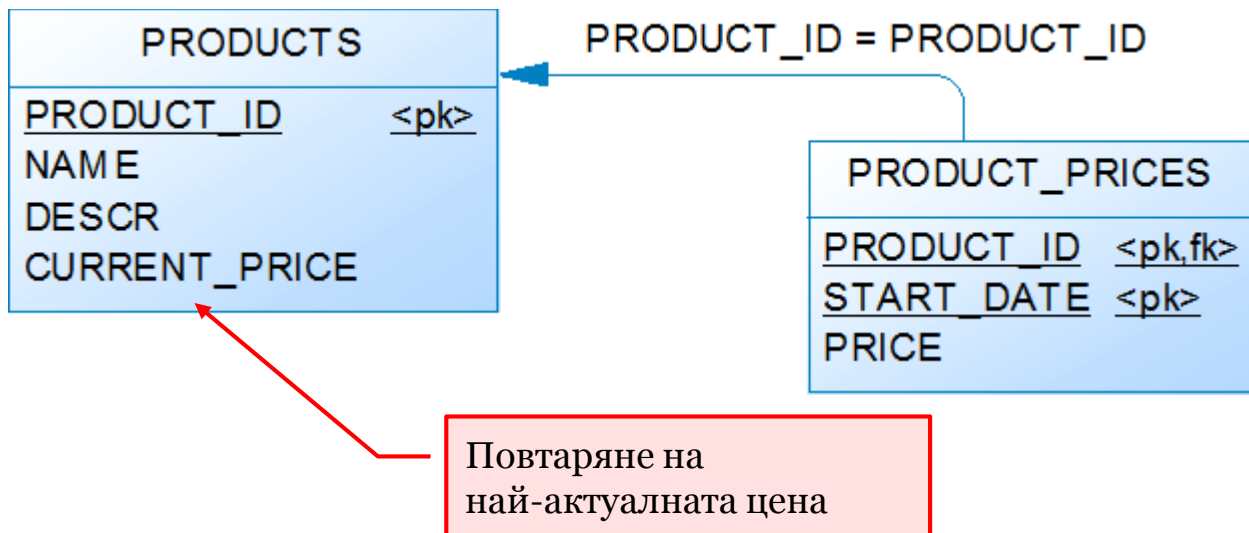 PRODUCTS
PRODUCT_ID <pk>
NAME
DESCR
CURRENT_PRICE
PRODUCT_ID = PRODUCT_ID
PRODUCT_PRICES
PRODUCT_ID <pk,fk>
START_DATE <pk>
PRICE
Повтаряне на
най-актуалната цена